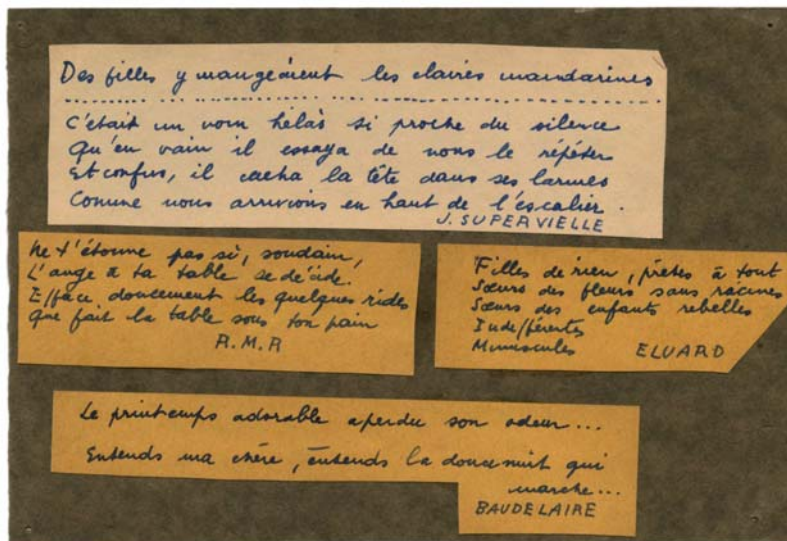 Des filles y mangeaient les claires mandarines
C'était un nom hélas si proche du silence
Qu'en vain il essaya de nous le répéter
Et confus, il cacha la tête dans ses larmes
Comme nous arrivions en haut de l'escalier.
J. SUPERVIELLE
Ne t'étonne pas si, soudain,
L'ange à ta table se décide.
Efface doucement les quelques rides
que fait la table sous ton pain
R.M.R
Filles de rien, prêtes à tout
Sœurs des fleurs sans racines
Sœurs des enfants rebelles
Indifférentes
Minuscules
ELUARD
Le printemps adorable a perdu son odeur...
Entends ma chère, entends la douce nuit qui
marche...
BAUDELAIRE